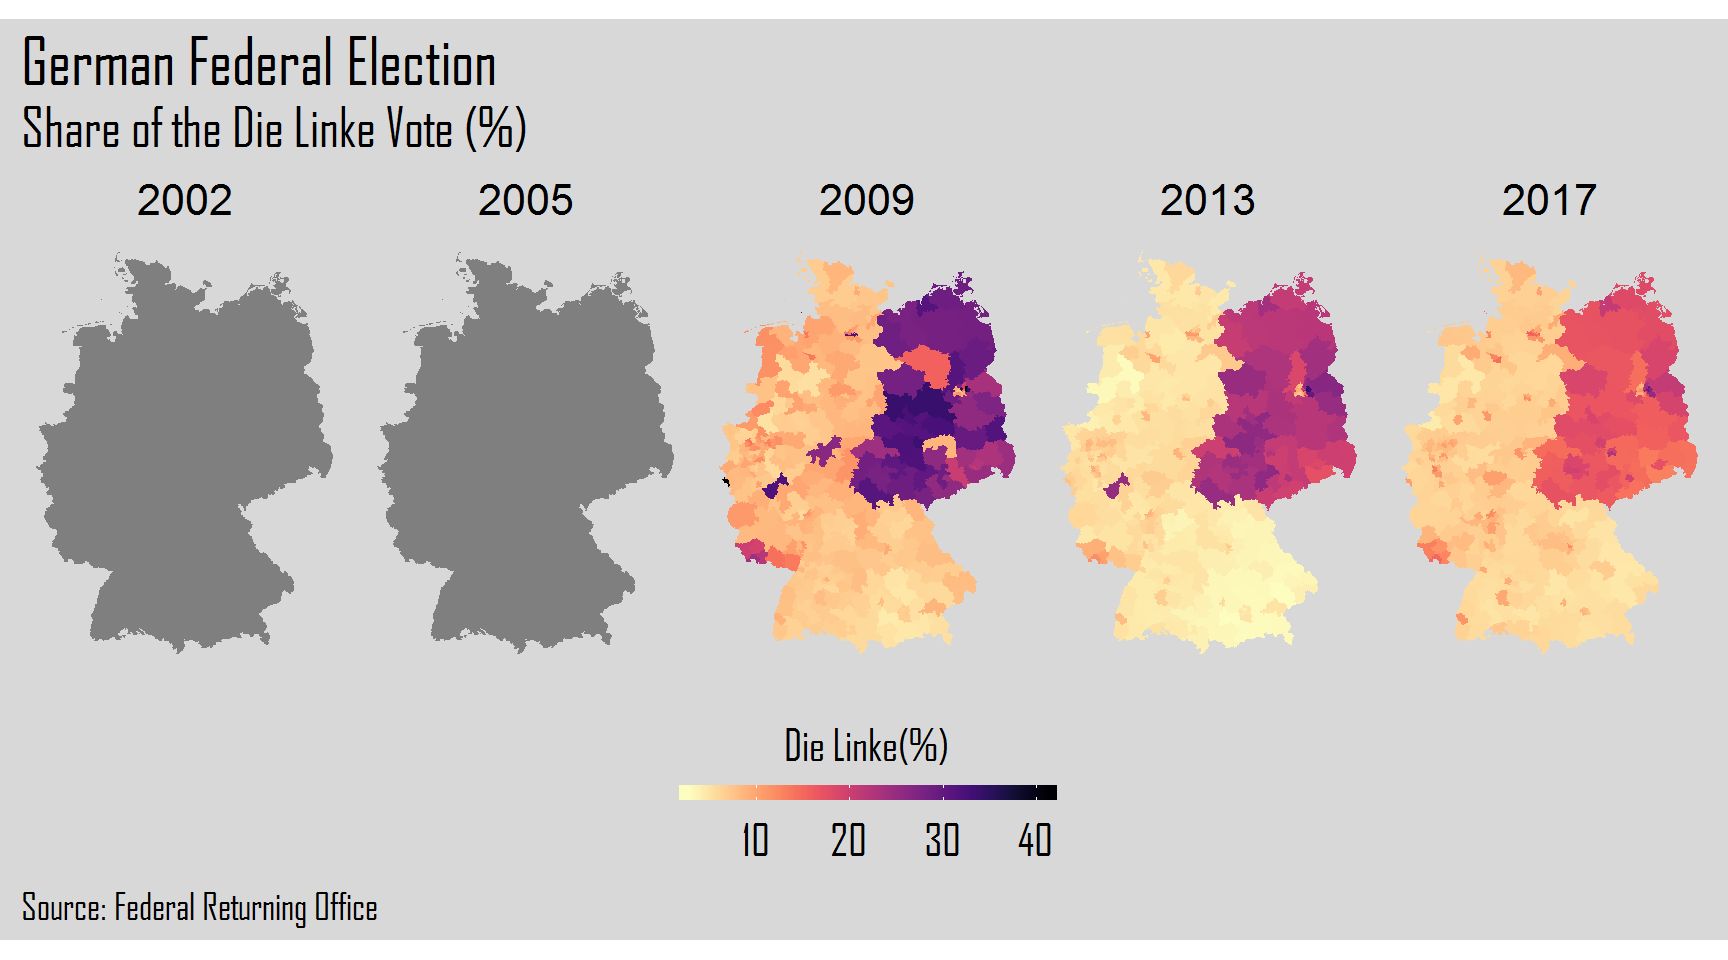 German Federal Election
Share of the Die Linke Vote (%)
2002 2005 2009 2013 2017
Die Linke(%)
10 20 30 40
Source: Federal Returning Office